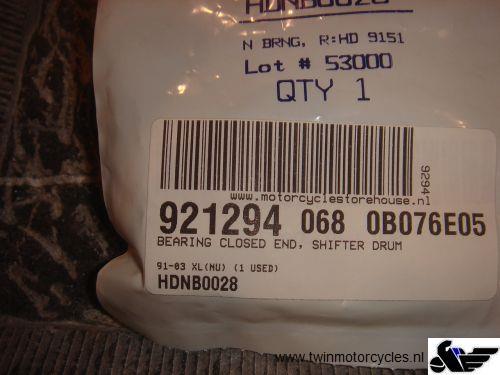 HDNB0028
N BRNG, R:HD 9151
Lot # 53000
QTY 1
9294
www.motorcyclestorehouse.nl
921294 068 0B076E05
BEARING CLOSED END, SHIFTER DRUM
91-03 XL(NU) (1 USED)
HDNB0028
www.twinmotorcycles.nl